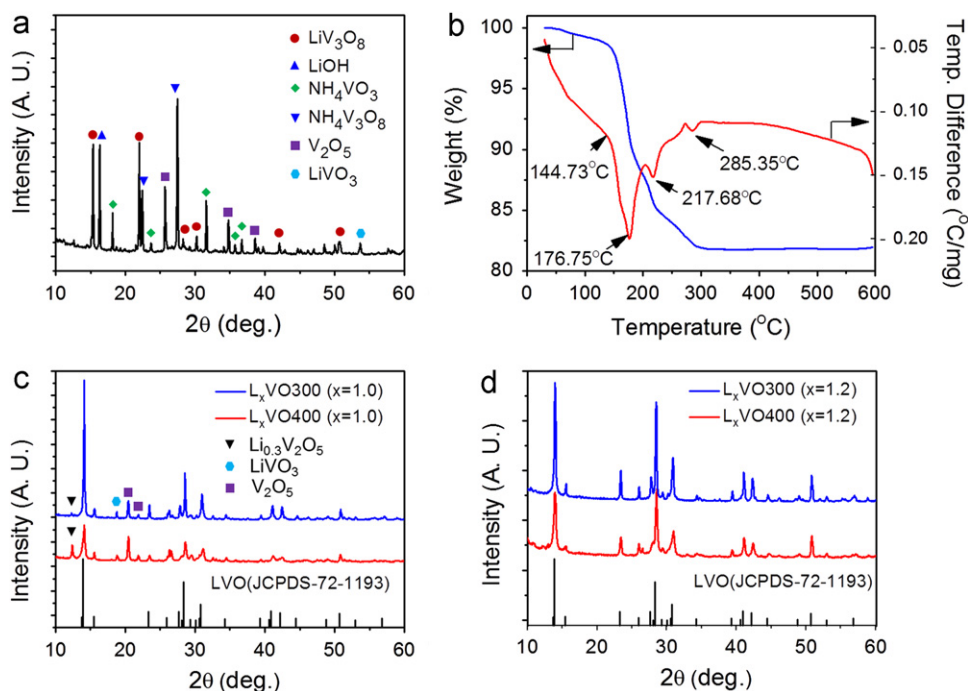 a
Intensity (A. U.)
LiV₃O₈
LiOH
NH₄VO₃
NH₄V₃O₈
V₂O₅
LiVO₃
10 20 30 40 50 60
2θ (deg.)
b
Weight (%)
100
95
90
85
80
144.73°C
176.75°C
217.68°C
285.35°C
- 0.05
- 0.10
- 0.15
- 0.20
Temp. Difference (°C/mg)
0 100 200 300 400 500 600
Temperature (°C)
c
Intensity (A. U.)
LₓVO300 (x=1.0)
LₓVO400 (x=1.0)
Li₀.₃V₂O₅
LiVO₃
V₂O₅
LVO(JCPDS-72-1193)
10 20 30 40 50 60
2θ (deg.)
d
Intensity (A. U.)
LₓVO300 (x=1.2)
LₓVO400 (x=1.2)
LVO(JCPDS-72-1193)
10 20 30 40 50 60
2θ (deg.)